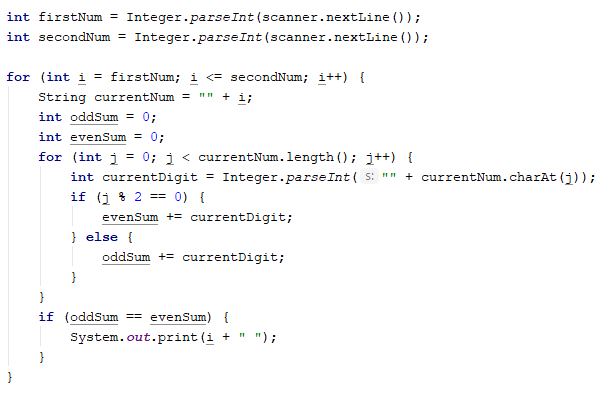 int firstNum = Integer.parseInt(scanner.nextLine());
int secondNum = Integer.parseInt(scanner.nextLine());

for (int i = firstNum; i <= secondNum; i++) {
    String currentNum = "" + i;
    int oddSum = 0;
    int evenSum = 0;
    for (int j = 0; j < currentNum.length(); j++) {
        int currentDigit = Integer.parseInt( s: "" + currentNum.charAt(j));
        if (j % 2 == 0) {
            evenSum += currentDigit;
        } else {
            oddSum += currentDigit;
        }
    }
    if (oddSum == evenSum) {
        System.out.print(i + " ");
    }
}